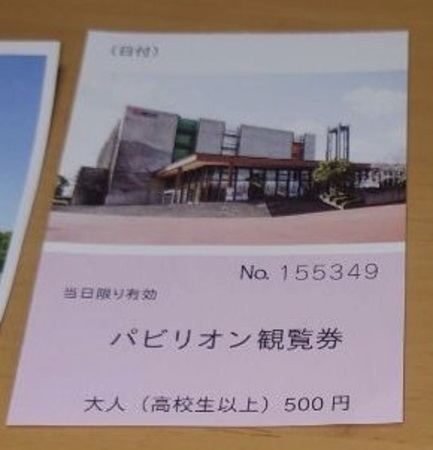 （日付）
No. 155349
当日限り有効
パビリオン観覧券
大人（高校生以上）500円